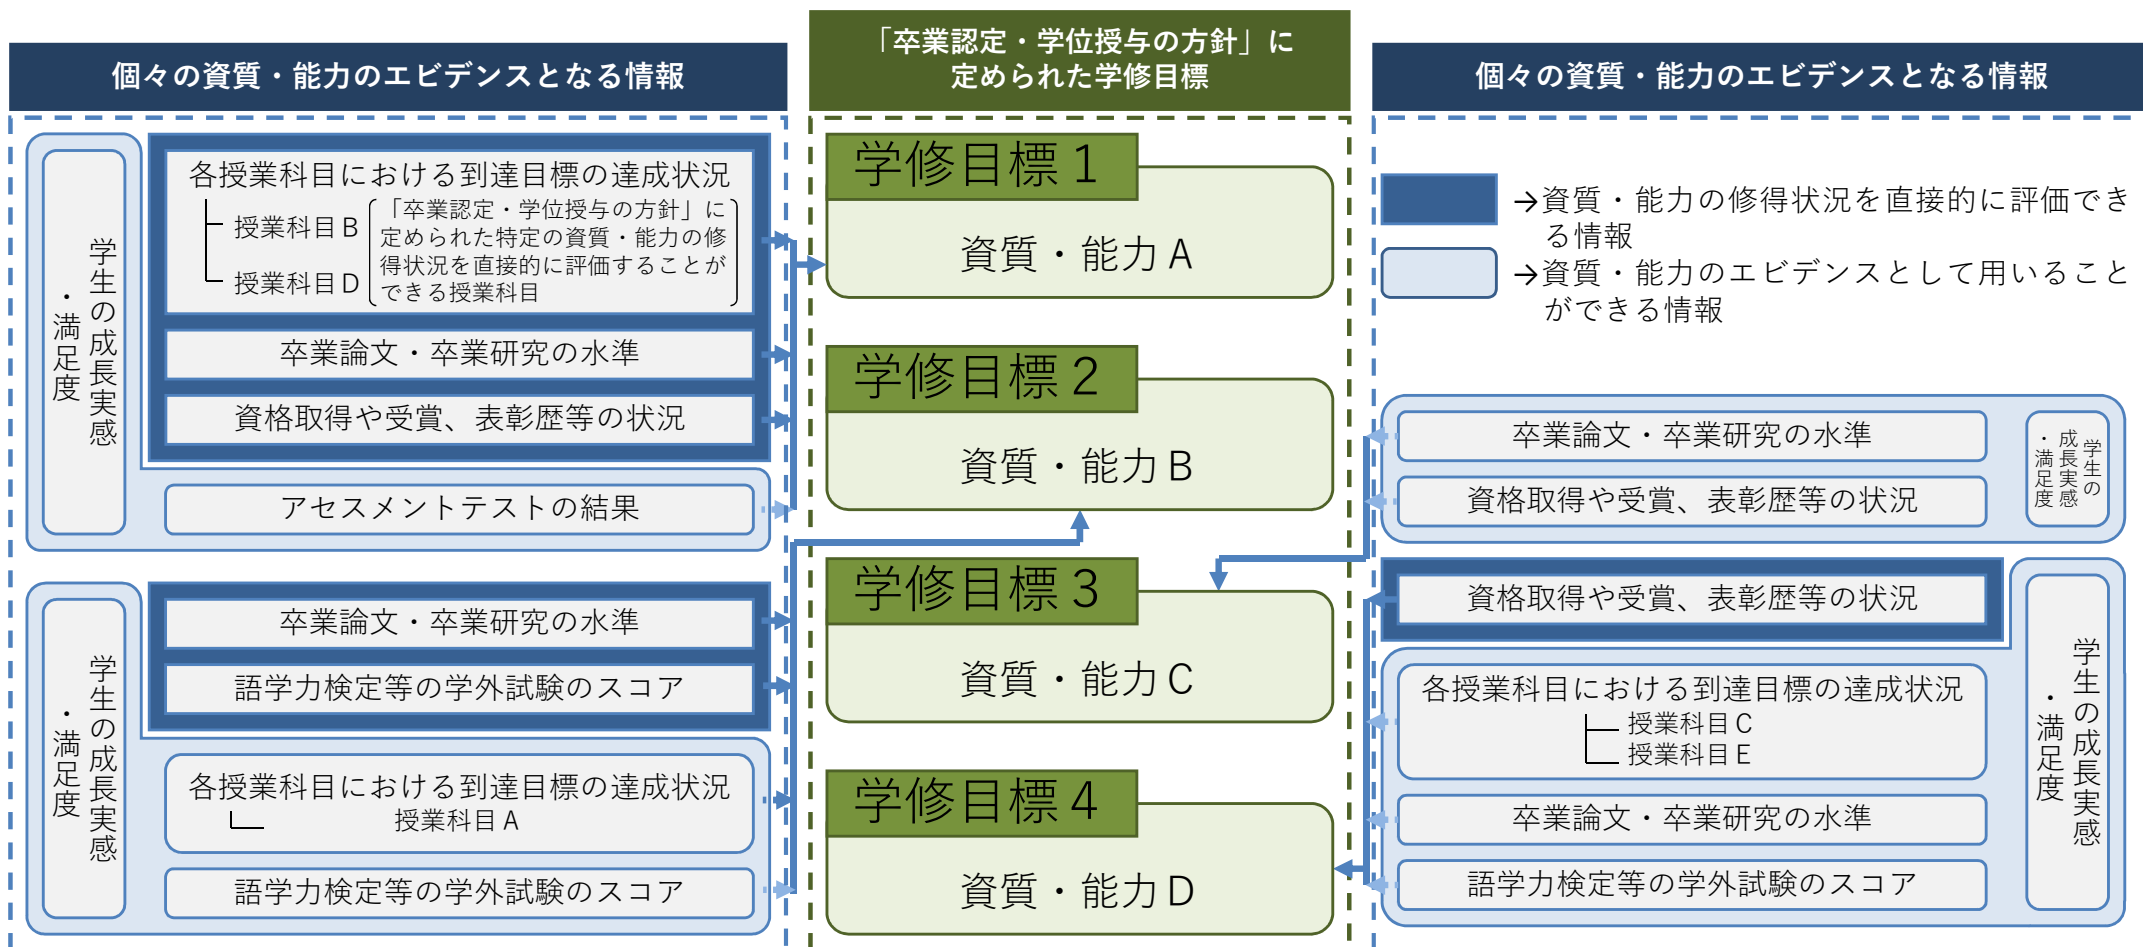 個々の資質・能力のエビデンスとなる情報
「卒業認定・学位授与の方針」に
定められた学修目標
個々の資質・能力のエビデンスとなる情報
学生の成長実感
・満足度
各授業科目における到達目標の達成状況
授業科目B
授業科目D
「卒業認定・学位授与の方針」に
定められた特定の資質・能力の修
得状況を直接的に評価することが
できる授業科目
卒業論文・卒業研究の水準
資格取得や受賞、表彰歴等の状況
アセスメントテストの結果
学生の成長実感
・満足度
卒業論文・卒業研究の水準
語学力検定等の学外試験のスコア
各授業科目における到達目標の達成状況
授業科目A
語学力検定等の学外試験のスコア
学修目標1
資質・能力A
学修目標2
資質・能力B
学修目標3
資質・能力C
学修目標4
資質・能力D
→資質・能力の修得状況を直接的に評価でき
る情報
→資質・能力のエビデンスとして用いること
ができる情報
卒業論文・卒業研究の水準
資格取得や受賞、表彰歴等の状況
学生の
成長実感
・満足度
資格取得や受賞、表彰歴等の状況
各授業科目における到達目標の達成状況
授業科目C
授業科目E
卒業論文・卒業研究の水準
語学力検定等の学外試験のスコア
学生の成長実感
・満足度